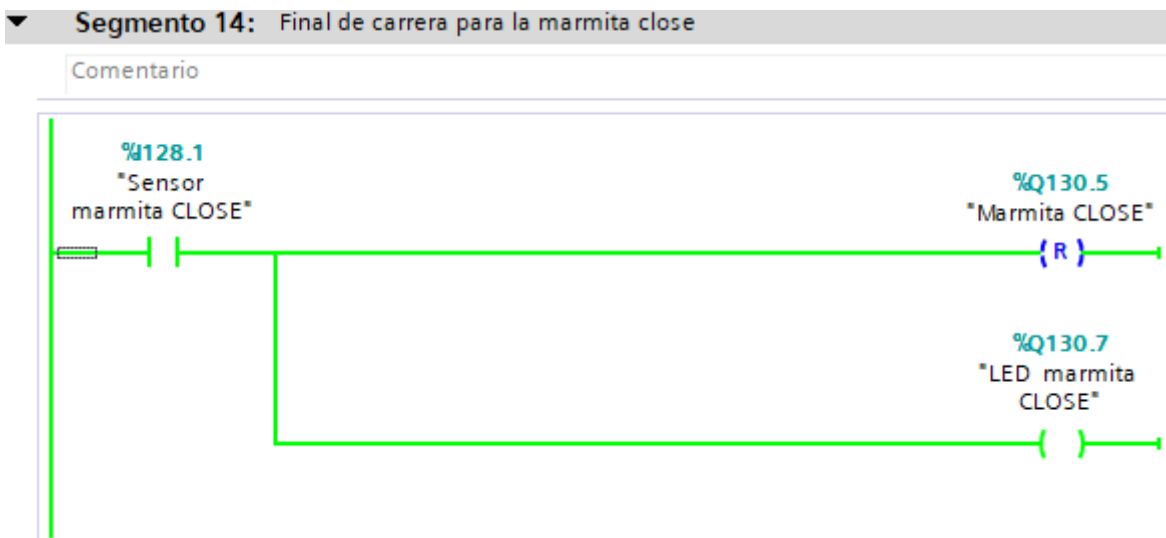 Segmento 14: Final de carrera para la marmita close
Comentario
%I128.1
"Sensor
marmita CLOSE"
%Q130.5
"Marmita CLOSE"
R
%Q130.7
"LED marmita
CLOSE"